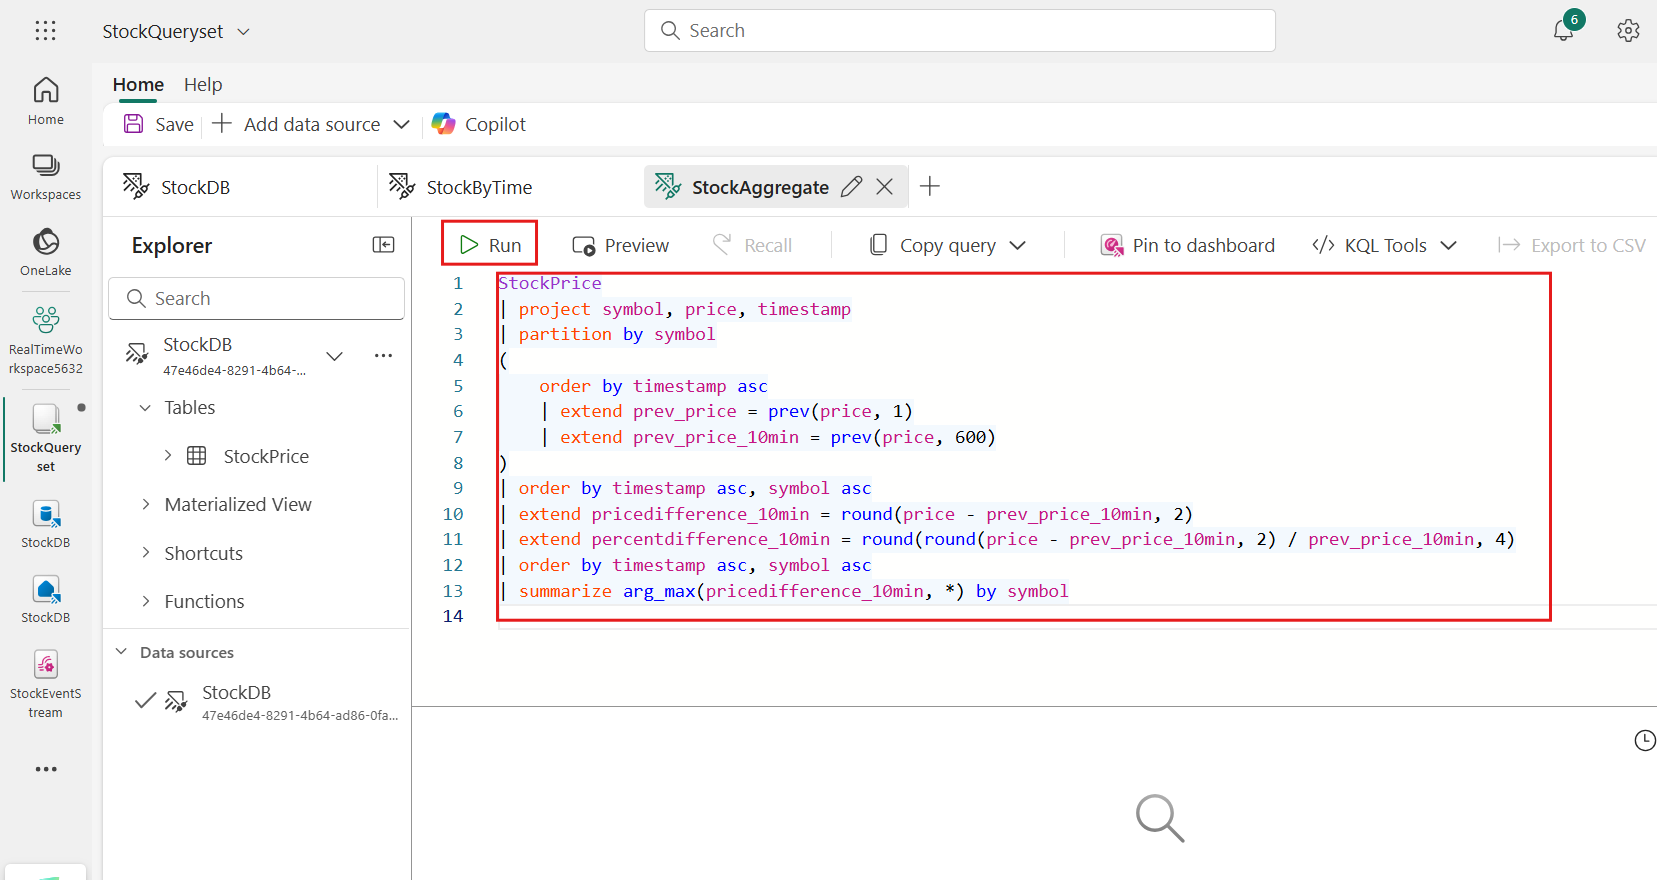 StockQueryset
Search
6
Home
Help
Save
Add data source
Copilot
Home
Workspaces
OneLake
RealTimeWo
rkspace5632
StockQuery
set
StockDB
StockDB
StockEventS
tream
StockDB
StockByTime
StockAggregate
Explorer
Search
StockDB
47e46de4-8291-4b64-...
Tables
StockPrice
Materialized View
Shortcuts
Functions
Data sources
StockDB
47e46de4-8291-4b64-ad86-0fa...
Run
Preview
Recall
Copy query
Pin to dashboard
KQL Tools
Export to CSV
1 StockPrice
2 | project symbol, price, timestamp
3 | partition by symbol
4 (
5     order by timestamp asc
6     | extend prev_price = prev(price, 1)
7     | extend prev_price_10min = prev(price, 600)
8 )
9 | order by timestamp asc, symbol asc
10 | extend pricedifference_10min = round(price - prev_price_10min, 2)
11 | extend percentdifference_10min = round(round(price - prev_price_10min, 2) / prev_price_10min, 4)
12 | order by timestamp asc, symbol asc
13 | summarize arg_max(pricedifference_10min, *) by symbol
14